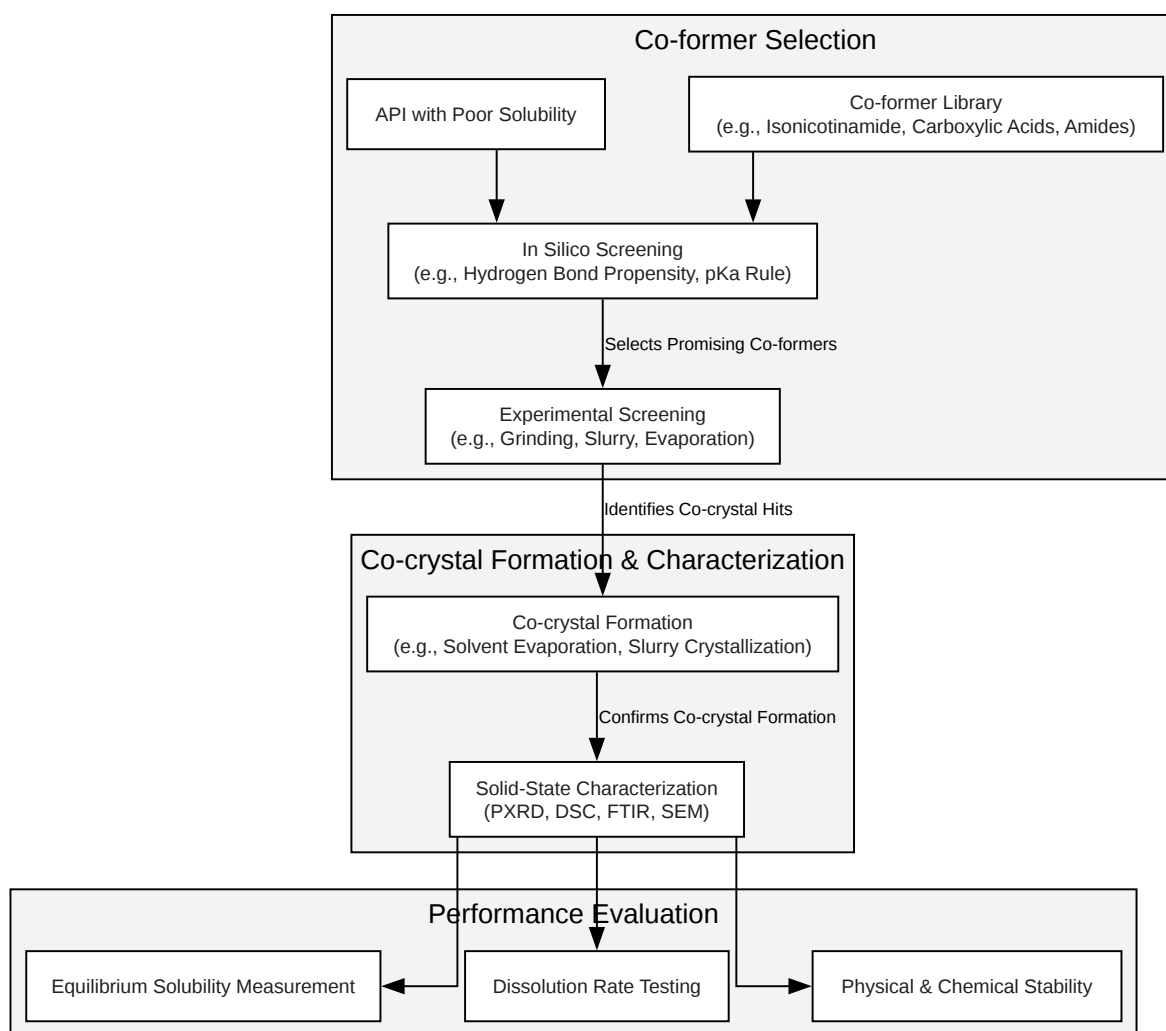 Co-former Selection
API with Poor Solubility
Co-former Library
(e.g., Isonicotinamide, Carboxylic Acids, Amides)
In Silico Screening
(e.g., Hydrogen Bond Propensity, pKa Rule)
Selects Promising Co-formers
Experimental Screening
(e.g., Grinding, Slurry, Evaporation)
Identifies Co-crystal Hits
Co-crystal Formation & Characterization
Co-crystal Formation
(e.g., Solvent Evaporation, Slurry Crystallization)
Confirms Co-crystal Formation
Solid-State Characterization
(PXRD, DSC, FTIR, SEM)
Performance Evaluation
Equilibrium Solubility Measurement
Dissolution Rate Testing
Physical & Chemical Stability